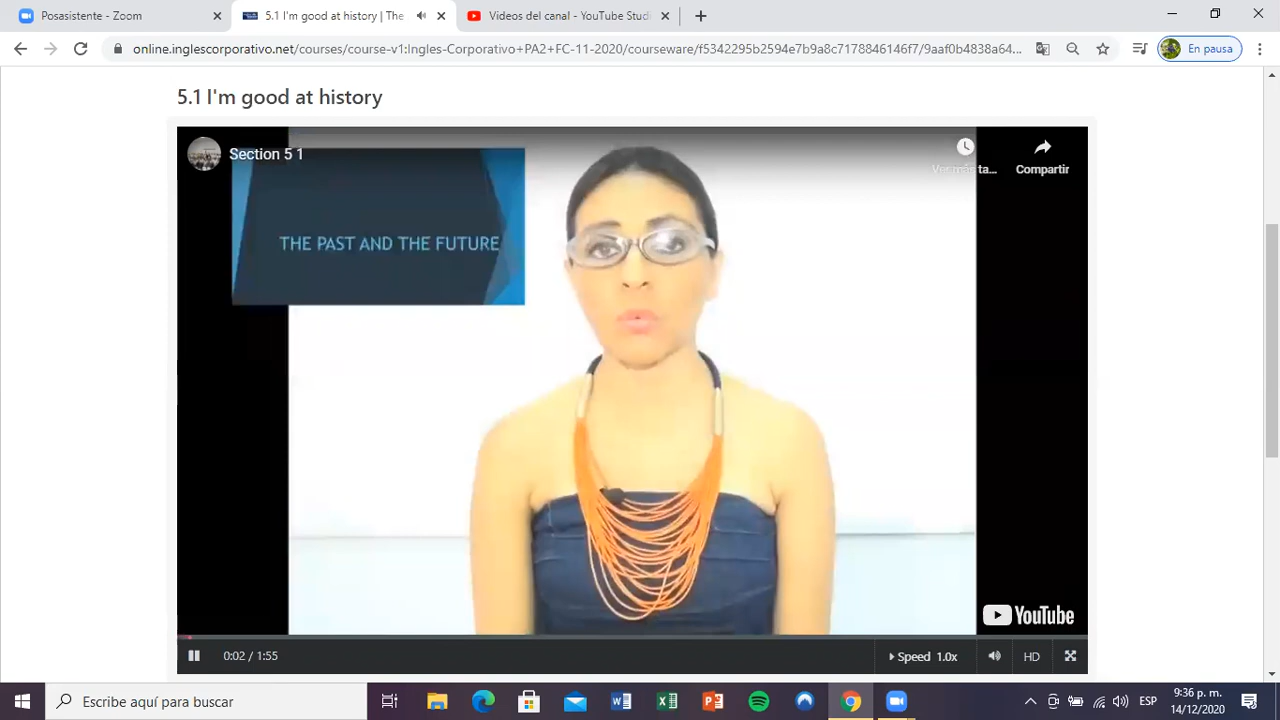 Posasistente - Zoom
5.1 I'm good at history | The
Videos del canal - YouTube Studi
online.inglescorporativo.net/courses/course-v1:Ingles-Corporativo+PA2+FC-11-2020/courseware/f5342295b2594e7b9a8c7178846146f7/9aaf0b4838a64...
En pausa
5.1 I'm good at history
Section 5 1
Compartir
THE PAST AND THE FUTURE
YouTube
0:02 / 1:55
Speed 1.0x
HD
Escribe aquí para buscar
ESP
9:36 p. m.
14/12/2020